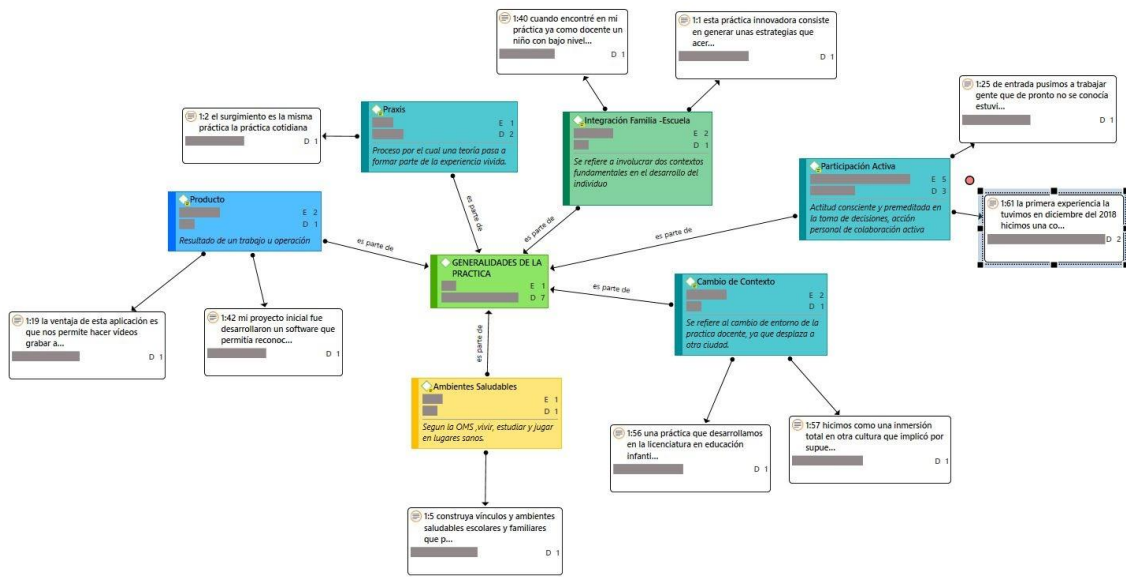 1:40 cuando encontré en mi
práctica ya como docente un
niño con bajo nivel...
D 1
1:1 esta práctica innovadora consiste
en generar unas estrategias que
acer...
D 1
1:25 de entrada pusimos a trabajar
gente que de pronto no se conocía
estuvi...
D 1
1:2 el surgimiento es la misma
práctica la práctica cotidiana
D 1
Praxis
E 1
D 2
Proceso por el cual una teoría pasa a
formar parte de la experiencia vivida.
Integración Familia -Escuela
E 2
D 1
Se refiere a involucrar dos contextos
fundamentales en el desarrollo del
individuo
Participación Activa
E 5
D 3
Actitud consciente y premeditada en
la toma de decisiones, acción
personal de colaboración activa
1:61 la primera experiencia la
tuvimos en diciembre del 2018
hicimos una co...
D 2
Producto
E 2
D 1
Resultado de un trabajo u operación
es parte de
es parte de
es parte de
es parte de
GENERALIDADES DE LA
PRACTICA
E 1
D 7
es parte de
Cambio de Contexto
E 2
D 1
Se refiere al cambio de entorno de la
practica docente, ya que desplaza a
otra ciudad.
1:19 la ventaja de esta aplicación es
que nos permite hacer vídeos
grabar a...
D 1
1:42 mi proyecto inicial fue
desarrollaron un software que
permitía reconoc...
D 1
es parte de
Ambientes Saludables
E 1
D 1
Segun la OMS ,vivir, estudiar y jugar
en lugares sanos.
1:56 una práctica que desarrollamos
en la licenciatura en educación
infanti...
D 1
1:57 hicimos como una inmersión
total en otra cultura que implicó por
supue...
D 1
1:5 construya vínculos y ambientes
saludables escolares y familiares
que p...
D 1